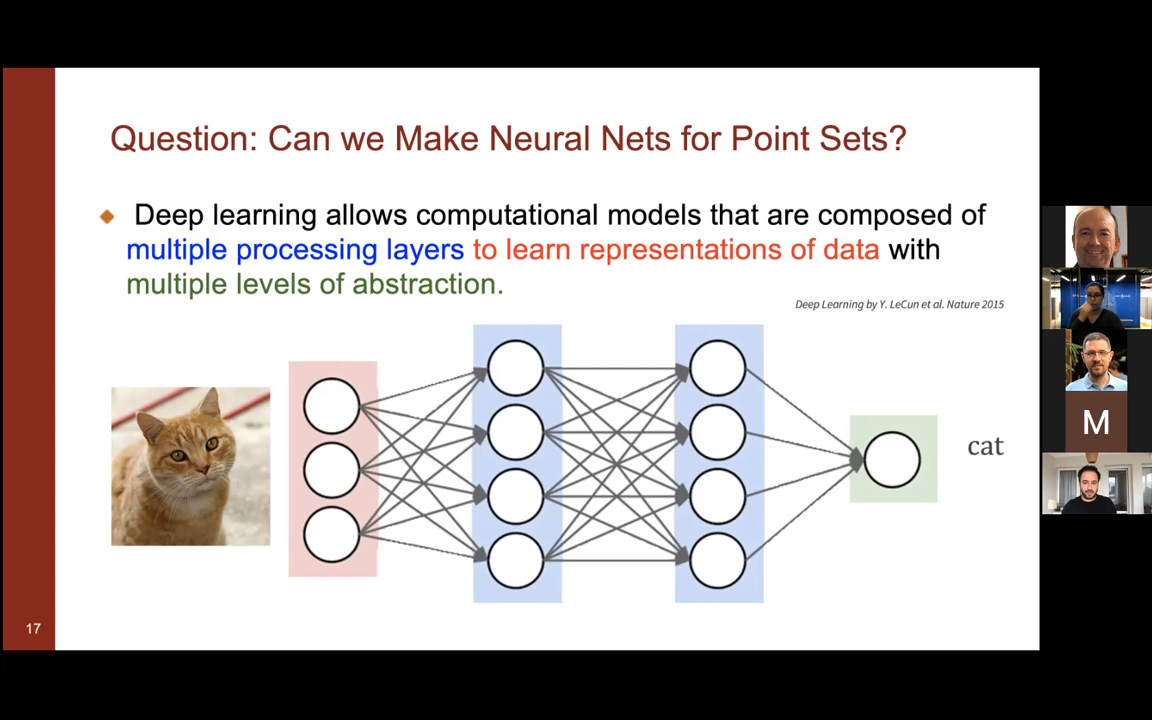 Question: Can we Make Neural Nets for Point Sets?
Deep learning allows computational models that are composed of
multiple processing layers to learn representations of data with
multiple levels of abstraction.
Deep Learning by Y. LeCun et al. Nature 2015
cat
17
M